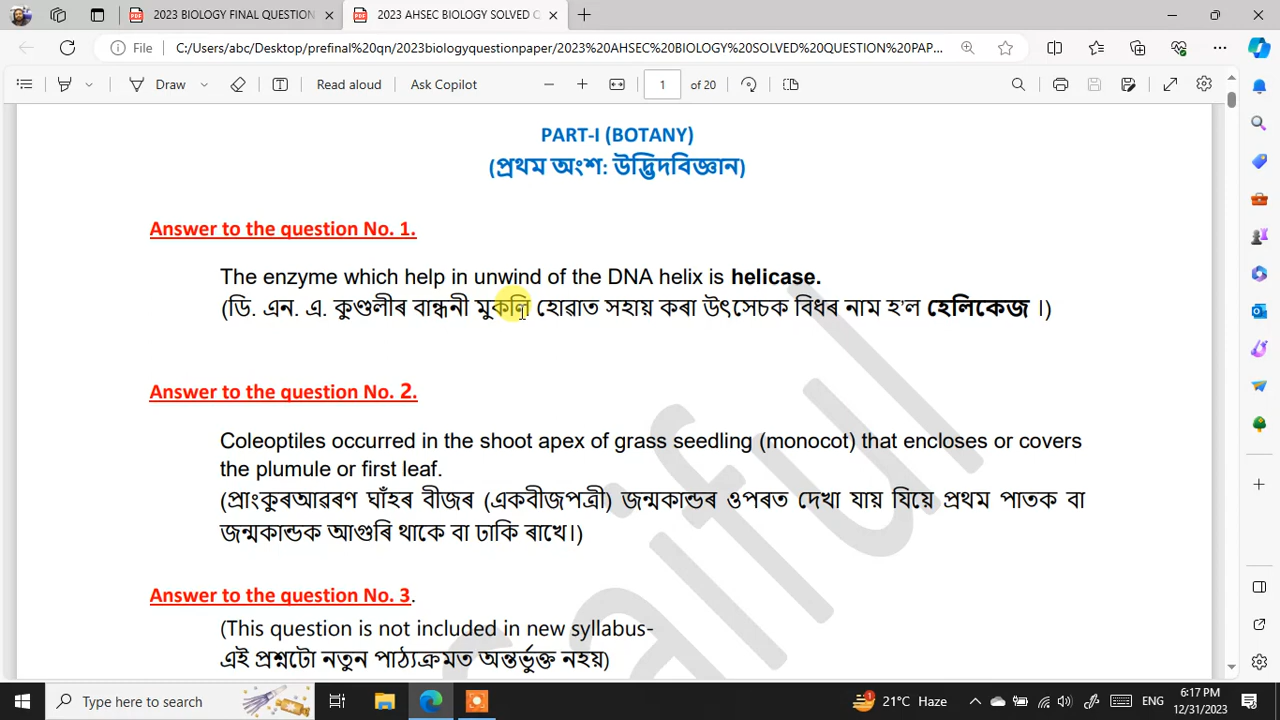 2023 BIOLOGY FINAL QUESTION
2023 AHSEC BIOLOGY SOLVED Q
File
C:/Users/abc/Desktop/prefinal%20qn/2023biologyquestionpaper/2023%20AHSEC%20BIOLOGY%20SOLVED%20QUESTION%20PAP...
Draw
Read aloud
Ask Copilot
1 of 20
PART-I (BOTANY)
(প্ৰথম অংশ: উদ্ভিদবিজ্ঞান)
Answer to the question No. 1.
The enzyme which help in unwind of the DNA helix is helicase.
(ডি. এন. এ. কুণ্ডলীৰ বান্ধনী মুকলি হোৱাত সহায় কৰা উৎসেচক বিধৰ নাম হ'ল হেলিকেজ ।)
Answer to the question No. 2.
Coleoptiles occurred in the shoot apex of grass seedling (monocot) that encloses or covers
the plumule or first leaf.
(প্ৰাংকুৰআৱৰণ ঘাঁহৰ বীজৰ (একবীজপত্ৰী) জন্মকান্ডৰ ওপৰত দেখা যায় যিয়ে প্ৰথম পাতক বা
জন্মকান্ডক আগুৰি থাকে বা ঢাকি ৰাখে।)
Answer to the question No. 3.
(This question is not included in new syllabus-
এই প্ৰশ্নটো নতুন পাঠ্যক্ৰমত অন্তৰ্ভুক্ত নহয়)
saiful
Type here to search
1
21°C Haze
ENG
6:17 PM
12/31/2023